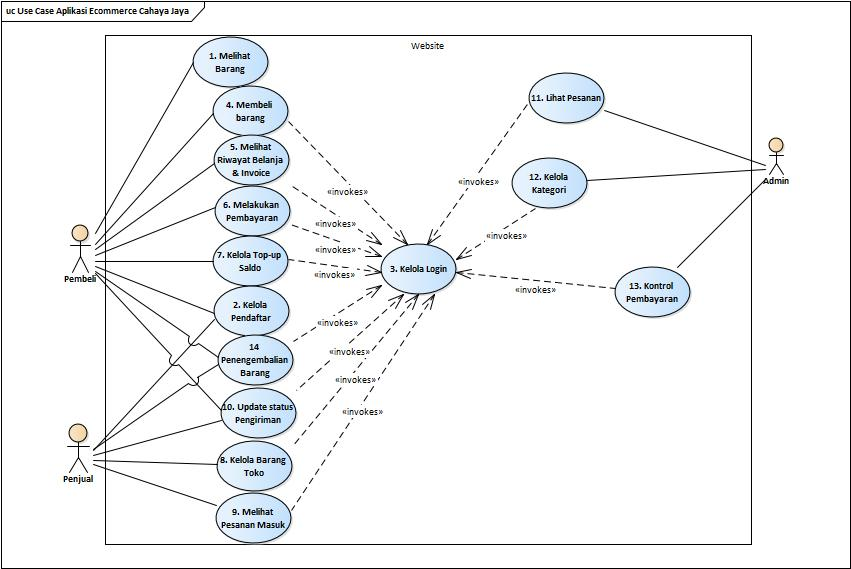 uc Use Case Aplikasi Ecommerce Cahaya Jaya
Website
1. Melihat
Barang
4. Membeli
barang
5. Melihat
Riwayat Belanja
& Invoice
6. Melakukan
Pembayaran
7. Kelola Top-up
Saldo
2. Kelola
Pendaftar
14
Penengembalian
Barang
10. Update status
Pengiriman
8. Kelola Barang
Toko
9. Melihat
Pesanan Masuk
Pembeli
Penjual
«invokes»
«invokes»
«invokes»
«invokes»
«invokes»
«invokes»
«invokes»
«invokes»
3. Kelola Login
«invokes»
«invokes»
«invokes»
11. Lihat Pesanan
12. Kelola
Kategori
13. Kontrol
Pembayaran
Admin